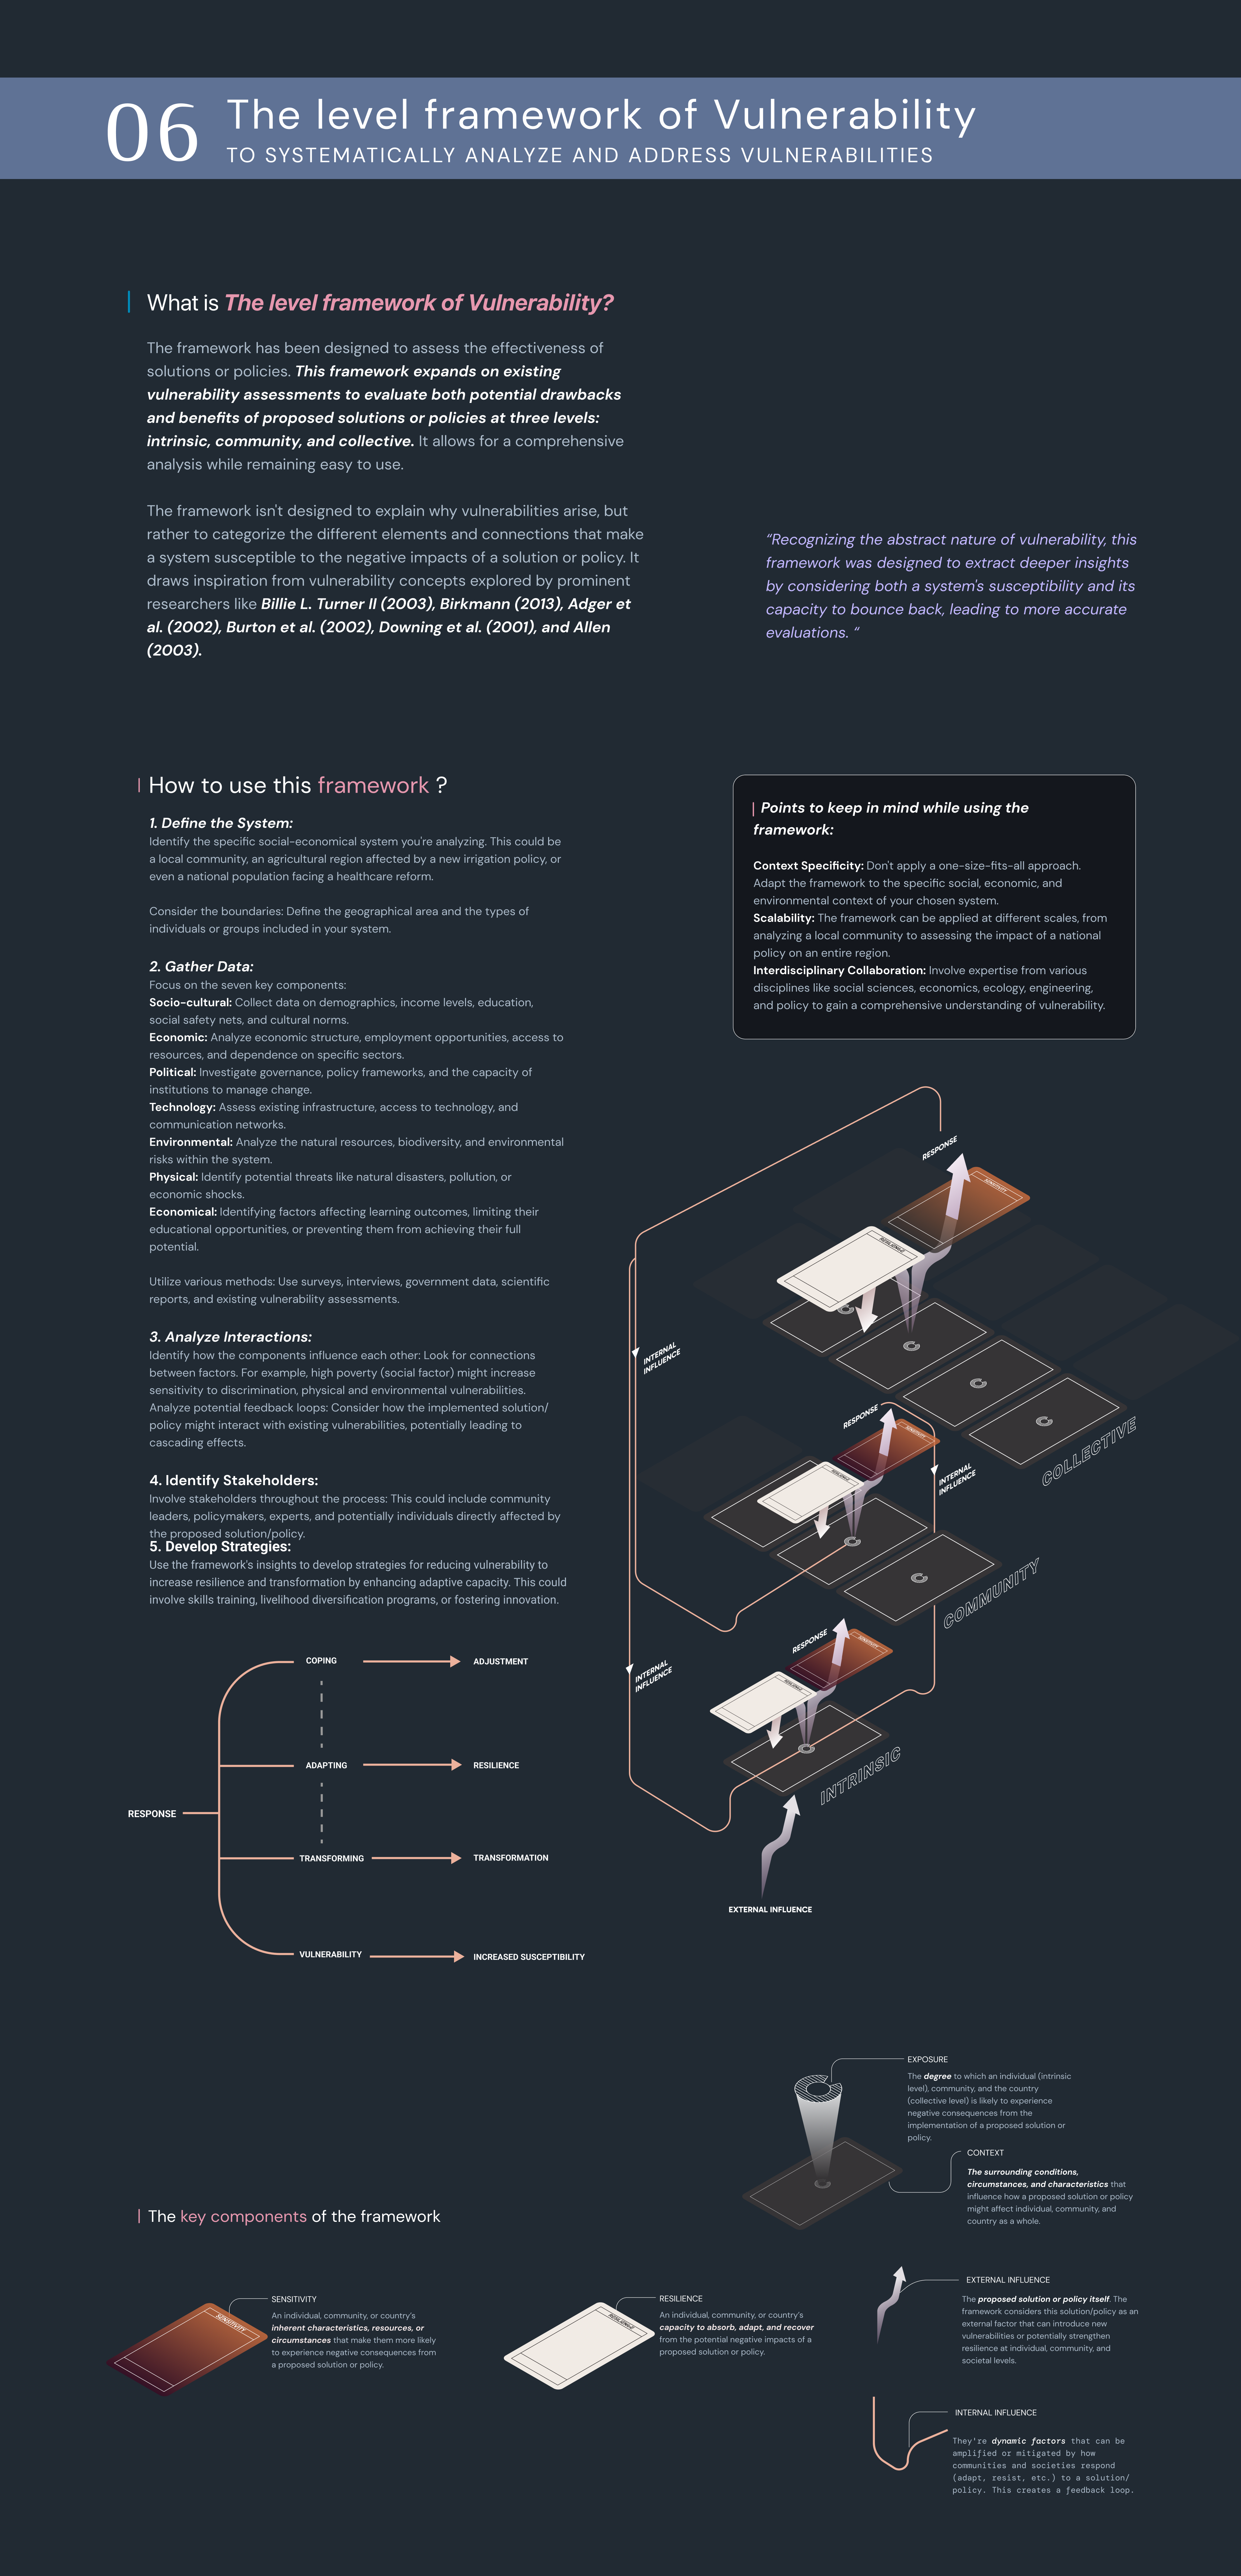 06
The level framework of Vulnerability
TO SYSTEMATICALLY ANALYZE AND ADDRESS VULNERABILITIES
What is The level framework of Vulnerability?
The framework has been designed to assess the effectiveness of
solutions or policies. This framework expands on existing
vulnerability assessments to evaluate both potential drawbacks
and benefits of proposed solutions or policies at three levels:
intrinsic, community, and collective. It allows for a comprehensive
analysis while remaining easy to use.
The framework isn't designed to explain why vulnerabilities arise, but
rather to categorize the different elements and connections that make
a system susceptible to the negative impacts of a solution or policy. It
draws inspiration from vulnerability concepts explored by prominent
researchers like Billie L. Turner II (2003), Birkmann (2013), Adger et
al. (2002), Burton et al. (2002), Downing et al. (2001), and Allen
(2003).
“Recognizing the abstract nature of vulnerability, this
framework was designed to extract deeper insights
by considering both a system's susceptibility and its
capacity to bounce back, leading to more accurate
evaluations. “
How to use this framework ?
1. Define the System:
Identify the specific social-economical system you're analyzing. This could be
a local community, an agricultural region affected by a new irrigation policy, or
even a national population facing a healthcare reform.
Consider the boundaries: Define the geographical area and the types of
individuals or groups included in your system.
2. Gather Data:
Focus on the seven key components:
Socio-cultural: Collect data on demographics, income levels, education,
social safety nets, and cultural norms.
Economic: Analyze economic structure, employment opportunities, access to
resources, and dependence on specific sectors.
Political: Investigate governance, policy frameworks, and the capacity of
institutions to manage change.
Technology: Assess existing infrastructure, access to technology, and
communication networks.
Environmental: Analyze the natural resources, biodiversity, and environmental
risks within the system.
Physical: Identify potential threats like natural disasters, pollution, or
economic shocks.
Economical: Identifying factors affecting learning outcomes, limiting their
educational opportunities, or preventing them from achieving their full
potential.
Utilize various methods: Use surveys, interviews, government data, scientific
reports, and existing vulnerability assessments.
3. Analyze Interactions:
Identify how the components influence each other: Look for connections
between factors. For example, high poverty (social factor) might increase
sensitivity to discrimination, physical and environmental vulnerabilities.
Analyze potential feedback loops: Consider how the implemented solution/
policy might interact with existing vulnerabilities, potentially leading to
cascading effects.
4. Identify Stakeholders:
Involve stakeholders throughout the process: This could include community
leaders, policymakers, experts, and potentially individuals directly affected by
the proposed solution/policy.
5. Develop Strategies:
Use the framework's insights to develop strategies for reducing vulnerability to
increase resilience and transformation by enhancing adaptive capacity. This could
involve skills training, livelihood diversification programs, or fostering innovation.
Points to keep in mind while using the
framework:
Context Specificity: Don't apply a one-size-fits-all approach.
Adapt the framework to the specific social, economic, and
environmental context of your chosen system.
Scalability: The framework can be applied at different scales, from
analyzing a local community to assessing the impact of a national
policy on an entire region.
Interdisciplinary Collaboration: Involve expertise from various
disciplines like social sciences, economics, ecology, engineering,
and policy to gain a comprehensive understanding of vulnerability.
RESPONSE
SENSITIVITY
RESILIENCE
INTERNAL
INFLUENCE
COLLECTIVE
RESPONSE
SENSITIVITY
RESILIENCE
INTERNAL
INFLUENCE
COMMUNITY
RESPONSE
SENSITIVITY
RESILIENCE
INTERNAL
INFLUENCE
INTRINSIC
EXTERNAL INFLUENCE
RESPONSE
COPING
ADJUSTMENT
ADAPTING
RESILIENCE
TRANSFORMING
TRANSFORMATION
VULNERABILITY
INCREASED SUSCEPTIBILITY
EXPOSURE
The degree to which an individual (intrinsic
level), community, and the country
(collective level) is likely to experience
negative consequences from the
implementation of a proposed solution or
policy.
CONTEXT
The surrounding conditions,
circumstances, and characteristics that
influence how a proposed solution or policy
might affect individual, community, and
country as a whole.
The key components of the framework
SENSITIVITY
SENSITIVITY
An individual, community, or country's
inherent characteristics, resources, or
circumstances that make them more likely
to experience negative consequences from
a proposed solution or policy.
RESILIENCE
RESILIENCE
An individual, community, or country's
capacity to absorb, adapt, and recover
from the potential negative impacts of a
proposed solution or policy.
EXTERNAL INFLUENCE
The proposed solution or policy itself. The
framework considers this solution/policy as an
external factor that can introduce new
vulnerabilities or potentially strengthen
resilience at individual, community, and
societal levels.
INTERNAL INFLUENCE
They're dynamic factors that can be
amplified or mitigated by how
communities and societies respond
(adapt, resist, etc.) to a solution/
policy. This creates a feedback loop.